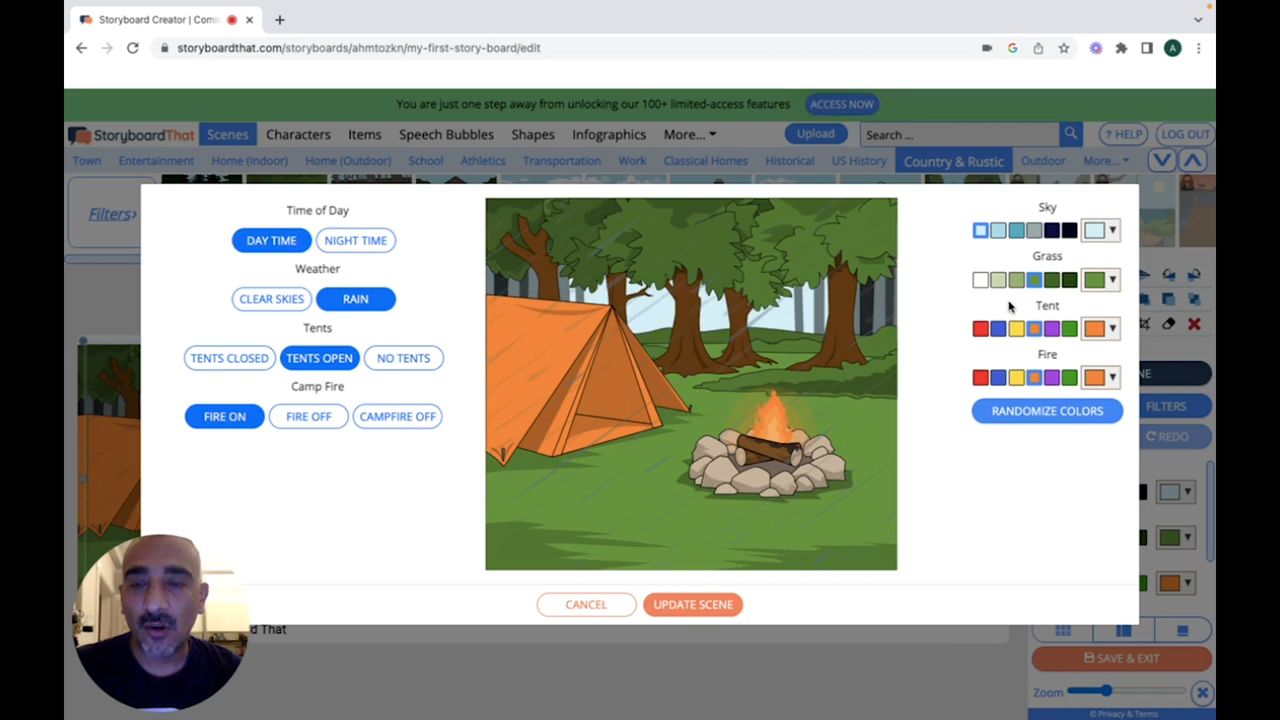 Storyboard Creator | Comic
storyboardthat.com/storyboards/ahmtozkn/my-first-story-board/edit
A
You are just one step away from unlocking our 100+ limited-access features
ACCESS NOW
StoryboardThat
Scenes
Characters
Items
Speech Bubbles
Shapes
Infographics
More...
Upload
Search ...
? HELP
LOG OUT
Town
Entertainment
Home (Indoor)
Home (Outdoor)
School
Athletics
Transportation
Work
Classical Homes
Historical
US History
Country & Rustic
Outdoor
More...
Filters›
Time of Day
DAY TIME
NIGHT TIME
Weather
CLEAR SKIES
RAIN
Tents
TENTS CLOSED
TENTS OPEN
NO TENTS
Camp Fire
FIRE ON
FIRE OFF
CAMPFIRE OFF
Sky
Grass
Tent
Fire
RANDOMIZE COLORS
NE
FILTERS
REDO
CANCEL
UPDATE SCENE
d That
SAVE & EXIT
Zoom
© Privacy & Terms